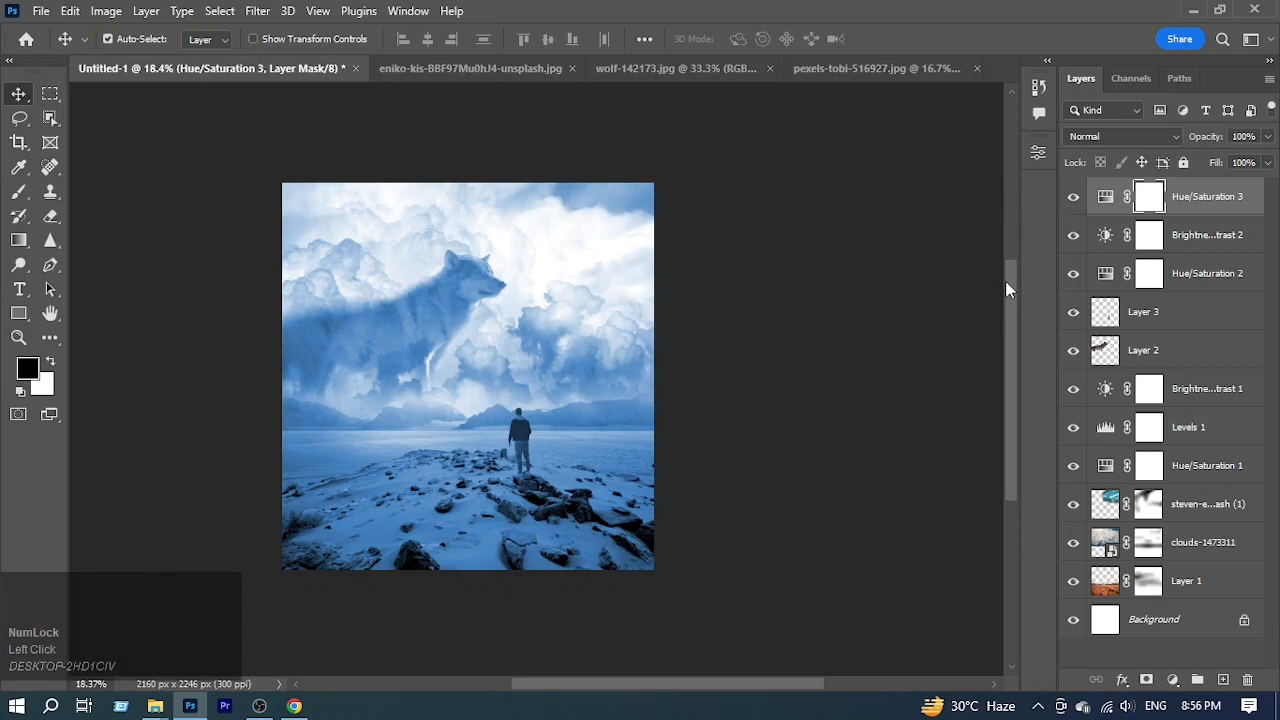 Ps File Edit Image Layer Type Select Filter 3D View Plugins Window Help
Auto-Select: Layer Show Transform Controls 3D Mode: Share
Untitled-1 @ 18.4% (Hue/Saturation 3, Layer Mask/8) * eniko-kis-BBF97Mu0hJ4-unsplash.jpg wolf-142173.jpg @ 33.3% (RGB... pexels-tobi-516927.jpg @ 16.7%...
Layers Channels Paths
Kind
Normal Opacity: 100%
Lock: Fill: 100%
Hue/Saturation 3
Brightne...trast 2
Hue/Saturation 2
Layer 3
Layer 2
Brightne...trast 1
Levels 1
Hue/Saturation 1
steven-e...ash (1)
clouds-1473311
Layer 1
Background
NumLock
Left Click
DESKTOP-2HD1CIV
18.37% 2160 px x 2246 px (300 ppi)
Ps Pr 30°C Haze ENG 8:56 PM